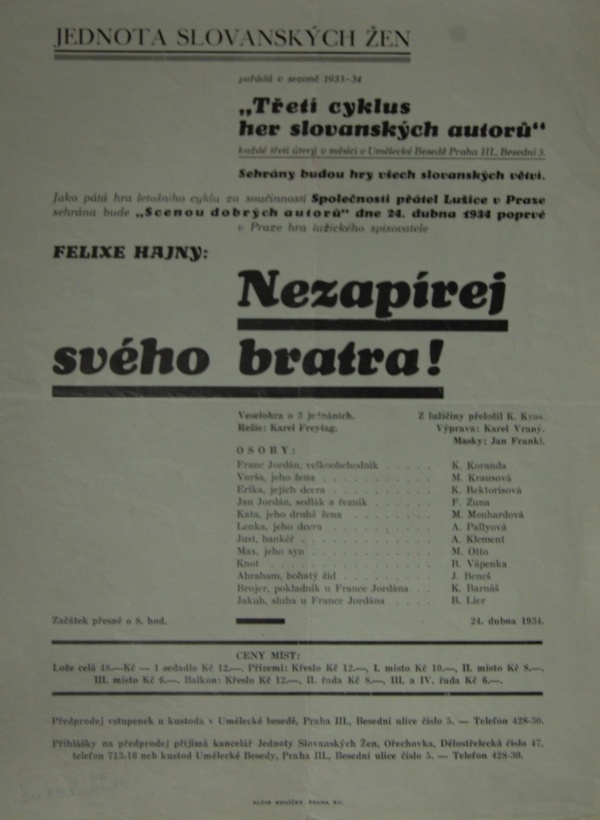 JEDNOTA SLOVANSKÝCH ŽEN
pořádá v sezoně 1933-34
„Třetí cyklus
her slovanských autorů“
každé třetí úterý v měsíci v Umělecké Besedě Praha III., Besední 3.
Sehrány budou hry všech slovanských větví.
Jako pátá hra letošního cyklu za součinnosti Společnosti přátel Lužice v Praze
sehrána bude „Scenou dobrých autorů“ dne 24. dubna 1934 poprvé
v Praze hra lužického spisovatele
FELIXE HAJNY:
Nezapírej
svého bratra!
Veselohra o 3 jednáních. Z lužičiny přeložil K. Kyas.
Režie: Karel Freytag. Výprava: Karel Vraný.
Masky: Jan Frankl.
OSOBY:
Franc Jordán, velkoobchodník . . . . . K. Koranda
Vorša, jeho žena . . . . . . . . . . M. Krausová
Erika, jejich dcera . . . . . . . . . K. Rektorisová
Jan Jordán, sedlák a řezník . . . . . . F. Zuna
Kata, jeho druhá žena . . . . . . . . M. Menhardová
Lenka, jeho dcera . . . . . . . . . A. Pallyová
Just, bankéř . . . . . . . . . . . A. Klement
Max, jeho syn . . . . . . . . . . M. Otto
Knot . . . . . . . . . . . . . R. Vápenka
Abraham, bohatý žid . . . . . . . . J. Beneš
Brojer, pokladník u France Jordána . . K. Barnáš
Jakub, sluha u France Jordána . . . . B. Lier
Začátek přesně o 8. hod. 24. dubna 1934.
CENY MÍST:
Lože celá 48.—Kč — 1 sedadlo Kč 12.—. Přízemí: Křeslo Kč 12.—, I. místo Kč 10.—, II. místo Kč 8.—,
III. místo Kč 6.—. Balkon: Křeslo Kč 12.—, II. řada Kč 8.—, III. a IV. řada Kč 6.—.
Předprodej vstupenek u kustoda v Umělecké besedě, Praha III., Besední ulice číslo 5. — Telefon 428-30.
Přihlášky na předprodej přijímá kancelář Jednoty Slovanských Žen, Ořechovka, Dělostřelecká číslo 47.
telefon 713-16 neb kustod Umělecké Besedy, Praha III., Besední ulice číslo 5. — Telefon 428-30.